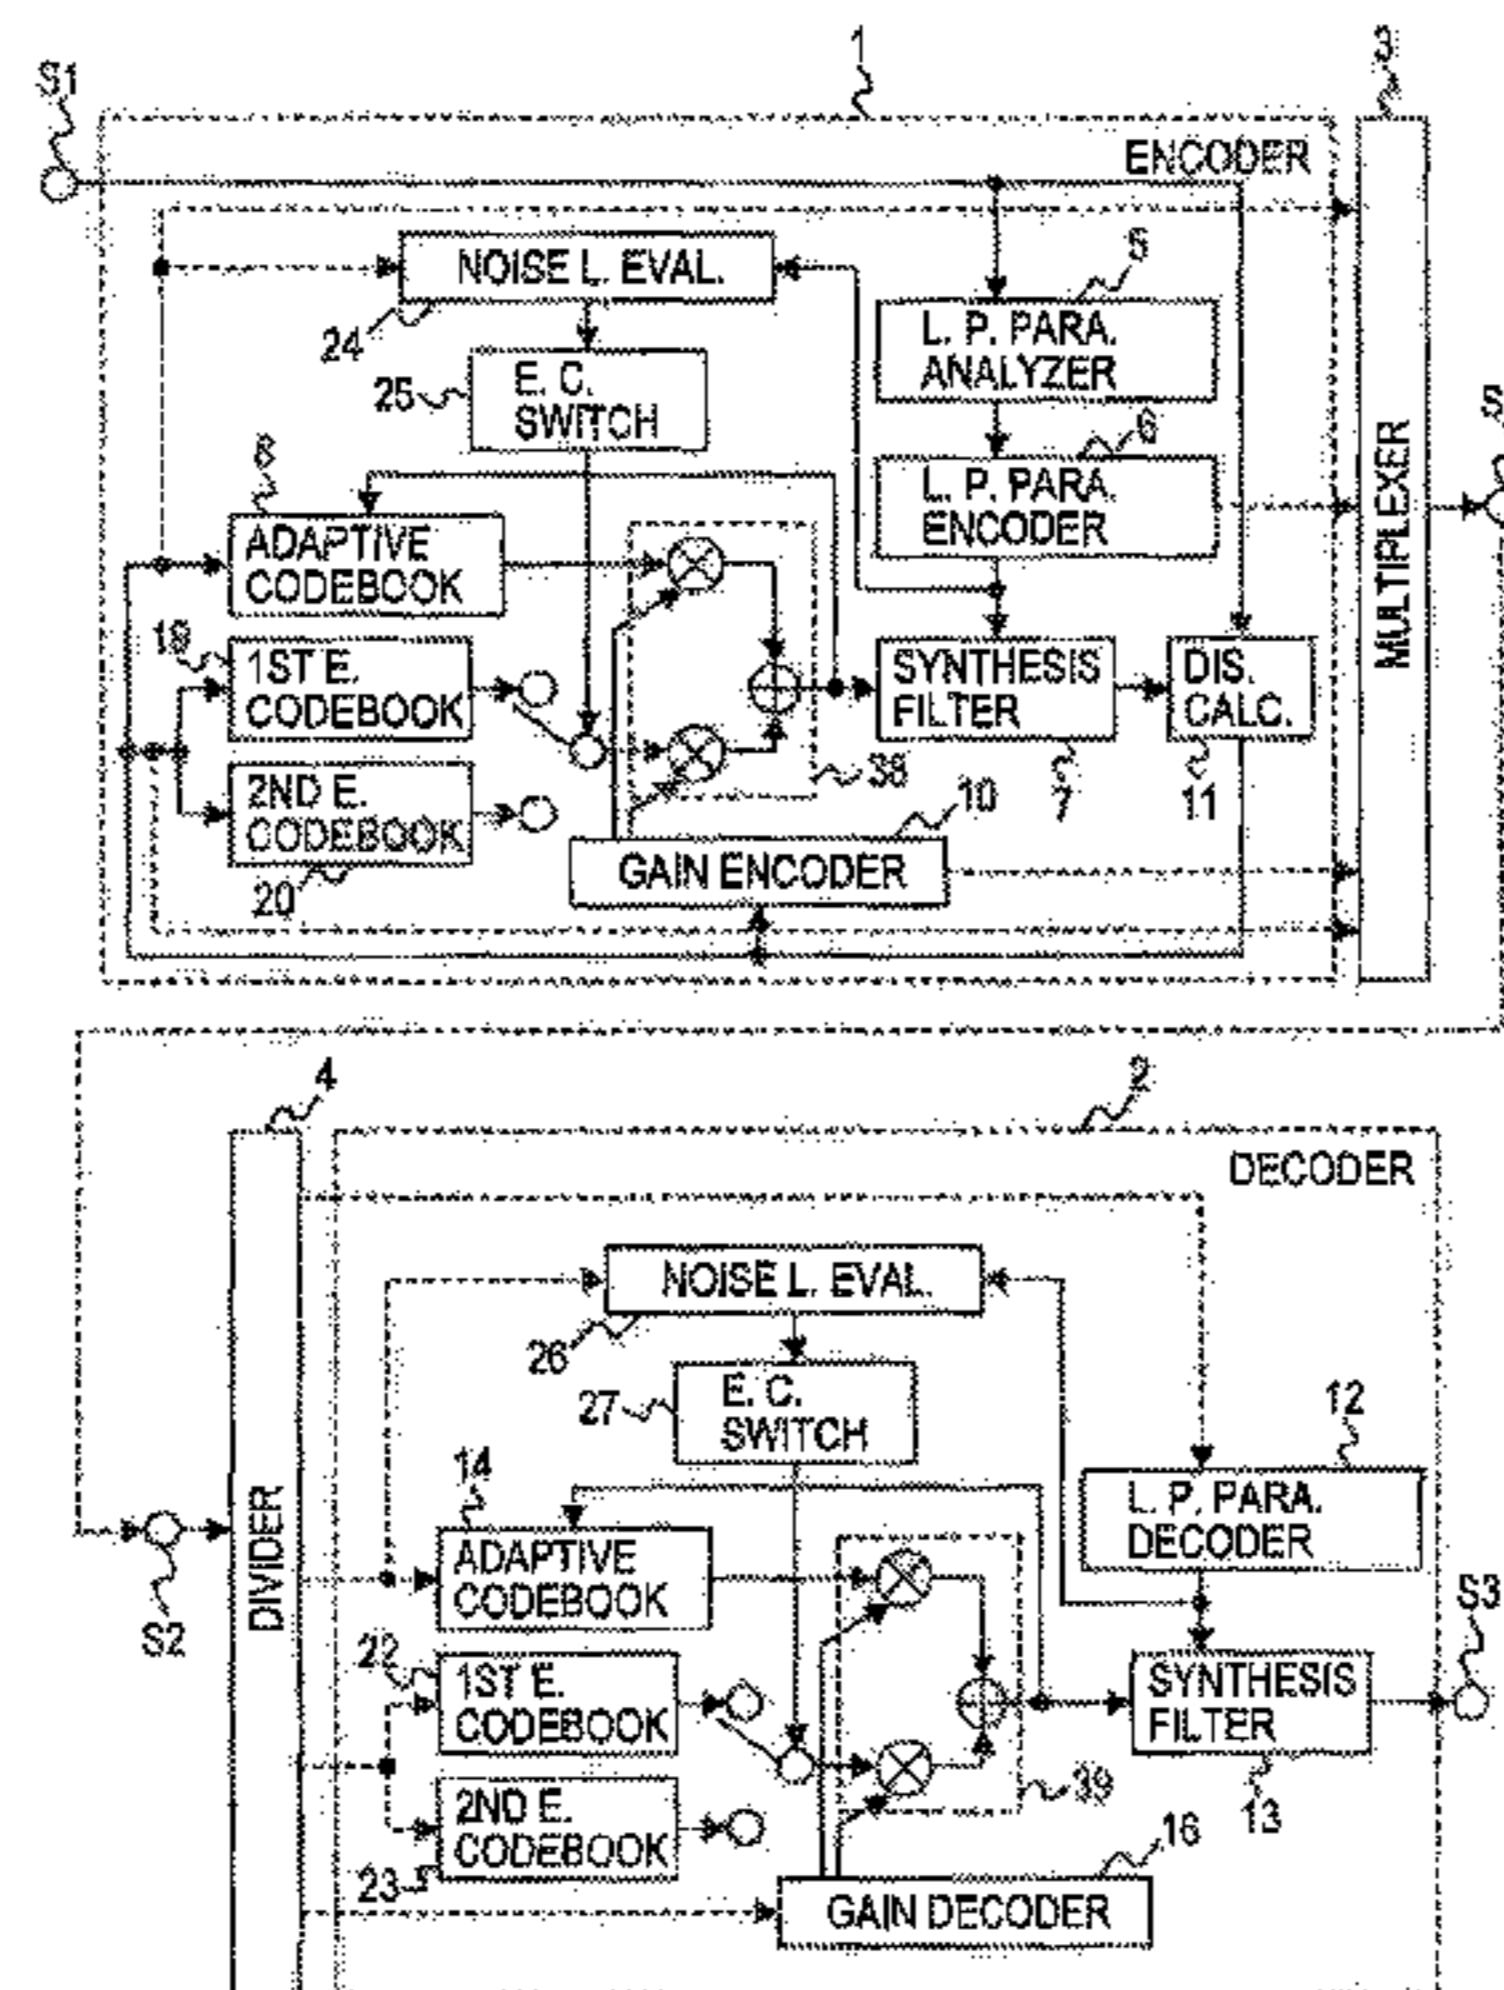 1
3
S1
ENCODER
NOISE L. EVAL.
5
24
L. P. PARA.
ANALYZER
25
E. C.
SWITCH
6
8
L. P. PARA.
ENCODER
MULTIPLEXER
ADAPTIVE
CODEBOOK
1ST E.
CODEBOOK
SYNTHESIS
FILTER
DIS.
CALC.
38
7
11
2ND E.
CODEBOOK
10
20
GAIN ENCODER
4
2
DECODER
NOISE L. EVAL.
26
27
E. C.
SWITCH
12
14
L. P. PARA.
DECODER
DIVIDER
ADAPTIVE
CODEBOOK
S2
S3
22
1ST E.
CODEBOOK
SYNTHESIS
FILTER
39
13
2ND E.
CODEBOOK
23
16
GAIN DECODER